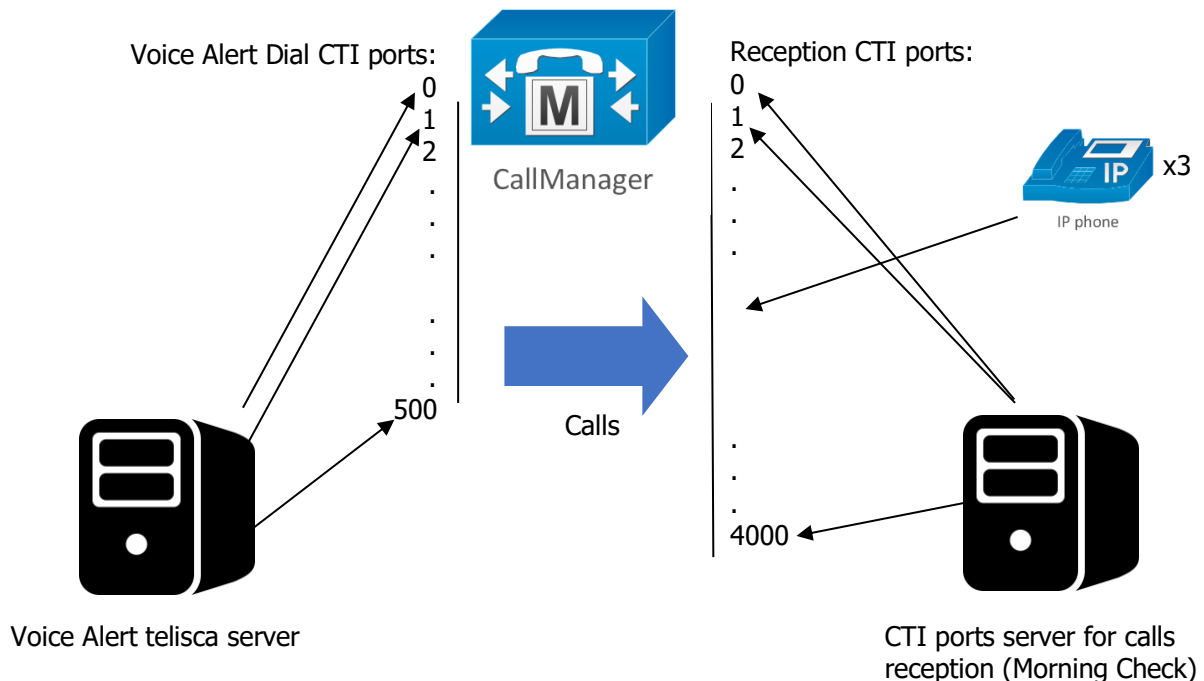 Voice Alert Dial CTI ports:
0
1
2
.
.
.
.
.
.
500
M
CallManager
Calls
Reception CTI ports:
0
1
2
.
.
.
.
.
.
4000
IP
x3
IP phone
Voice Alert telisca server
CTI ports server for calls
reception (Morning Check)